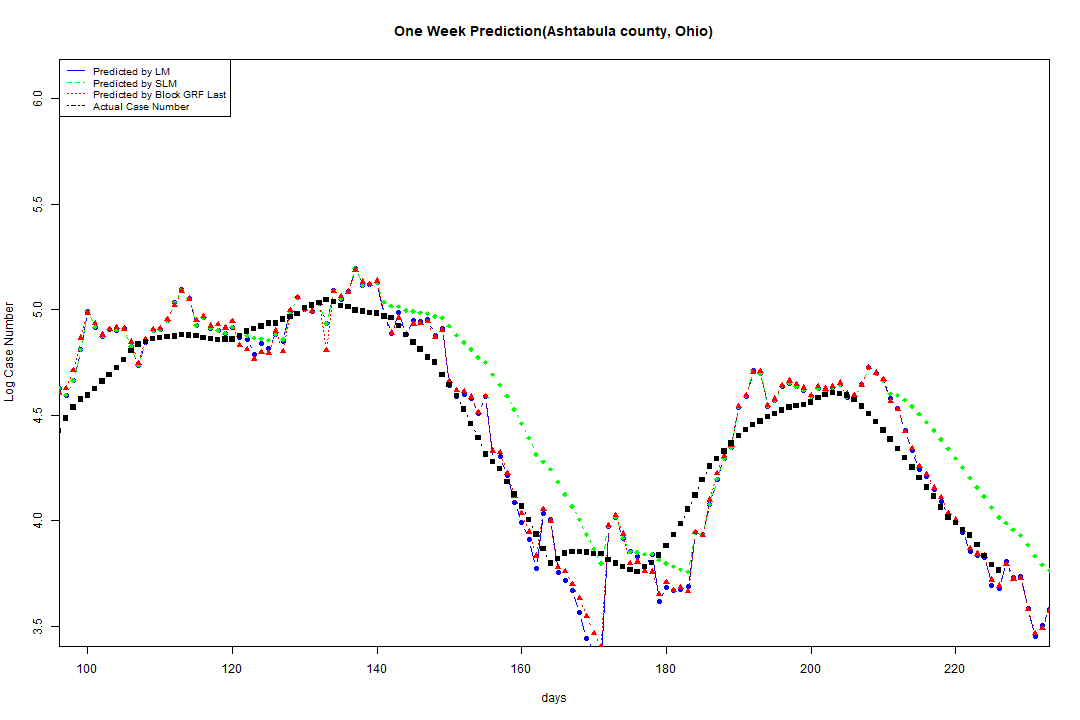 One Week Prediction(Ashtabula county, Ohio)
Predicted by LM
Predicted by SLM
Predicted by Block GRF Last
Actual Case Number
Log Case Number
6.0
5.5
5.0
4.5
4.0
3.5
100 120 140 160 180 200 220
days